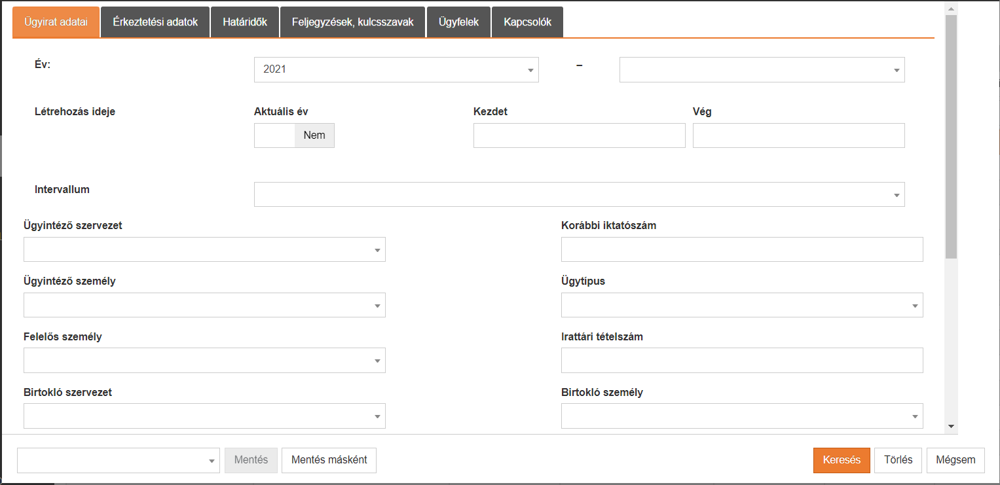 Ügyirat adatai Érkeztetési adatok Határidők Feljegyzések, kulcsszavak Ügyfelek Kapcsolók
Év: 2021 –
Létrehozás ideje Aktuális év Kezdet Vég
Nem
Intervallum
Ügyintéző szervezet Korábbi iktatószám
Ügyintéző személy Ügytípus
Felelős személy Irattári tételszám
Birtokló szervezet Birtokló személy
Mentés Mentés másként Keresés Törlés Mégsem